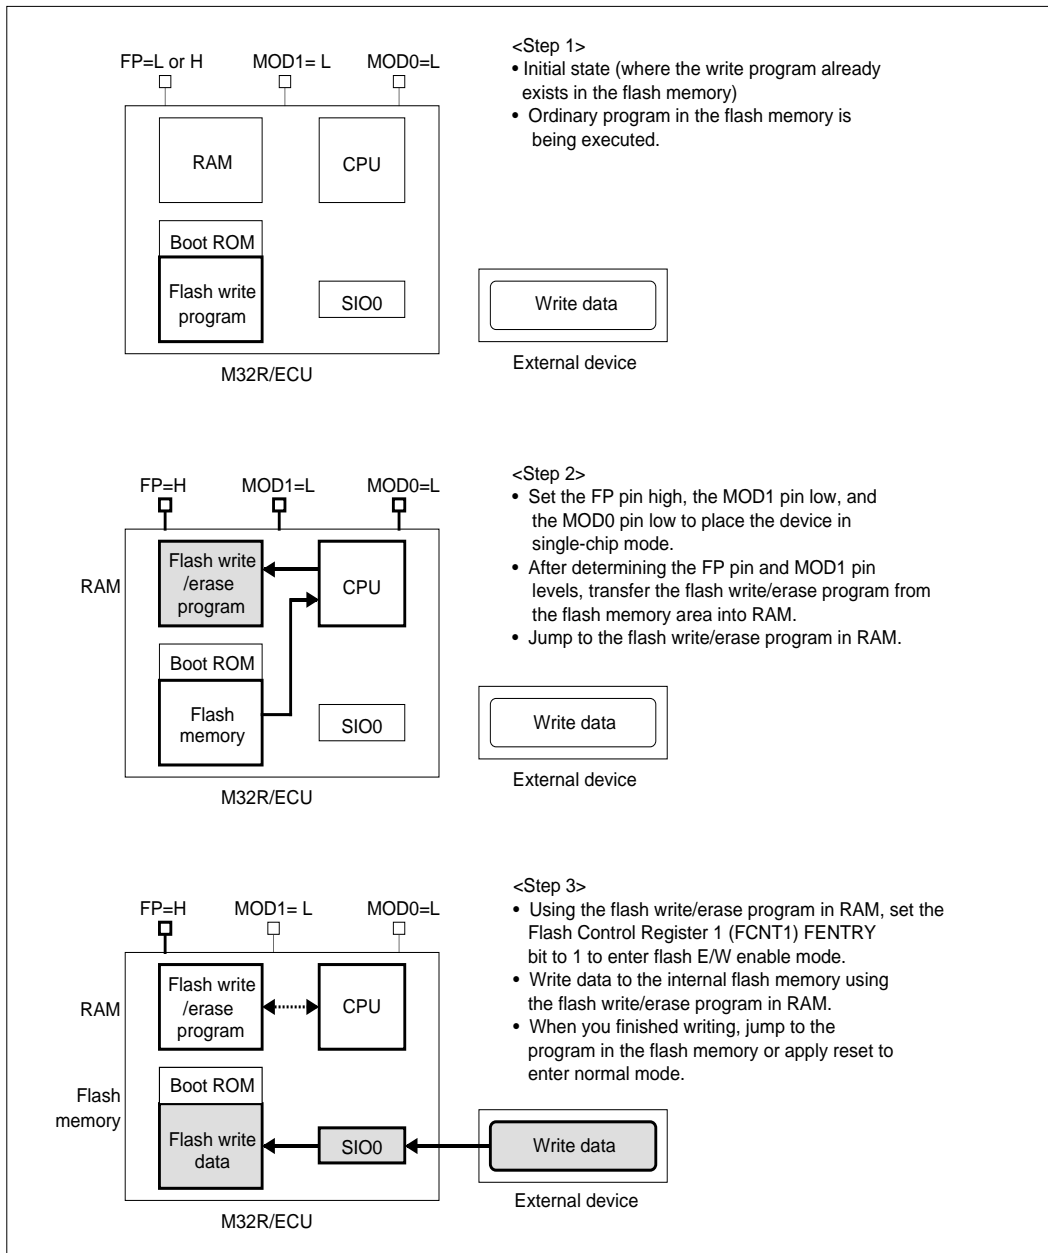 FP=L or H MOD1= L MOD0=L
RAM
CPU
Boot ROM
Flash write
program
SIO0
M32R/ECU
Write data
External device
<Step 1>
• Initial state (where the write program already
exists in the flash memory)
• Ordinary program in the flash memory is
being executed.
FP=H MOD1=L MOD0=L
RAM
Flash write
/erase
program
CPU
Boot ROM
Flash
memory
SIO0
M32R/ECU
Write data
External device
<Step 2>
• Set the FP pin high, the MOD1 pin low, and
the MOD0 pin low to place the device in
single-chip mode.
• After determining the FP pin and MOD1 pin
levels, transfer the flash write/erase program from
the flash memory area into RAM.
• Jump to the flash write/erase program in RAM.
FP=H MOD1= L MOD0=L
RAM
Flash write
/erase
program
CPU
Flash
memory
Boot ROM
Flash write
data
SIO0
M32R/ECU
Write data
External device
<Step 3>
• Using the flash write/erase program in RAM, set the
Flash Control Register 1 (FCNT1) FENTRY
bit to 1 to enter flash E/W enable mode.
• Write data to the internal flash memory using
the flash write/erase program in RAM.
• When you finished writing, jump to the
program in the flash memory or apply reset to
enter normal mode.